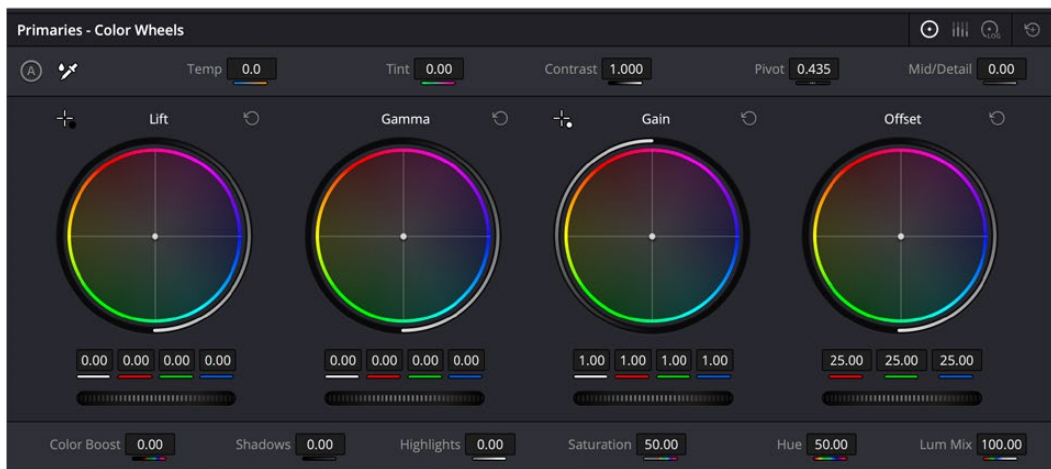 Primaries - Color Wheels
A Temp 0.0 Tint 0.00 Contrast 1.000 Pivot 0.435 Mid/Detail 0.00
Lift Gamma Gain Offset
0.00 0.00 0.00 0.00 0.00 0.00 0.00 0.00 1.00 1.00 1.00 1.00 25.00 25.00 25.00
Color Boost 0.00 Shadows 0.00 Highlights 0.00 Saturation 50.00 Hue 50.00 Lum Mix 100.00